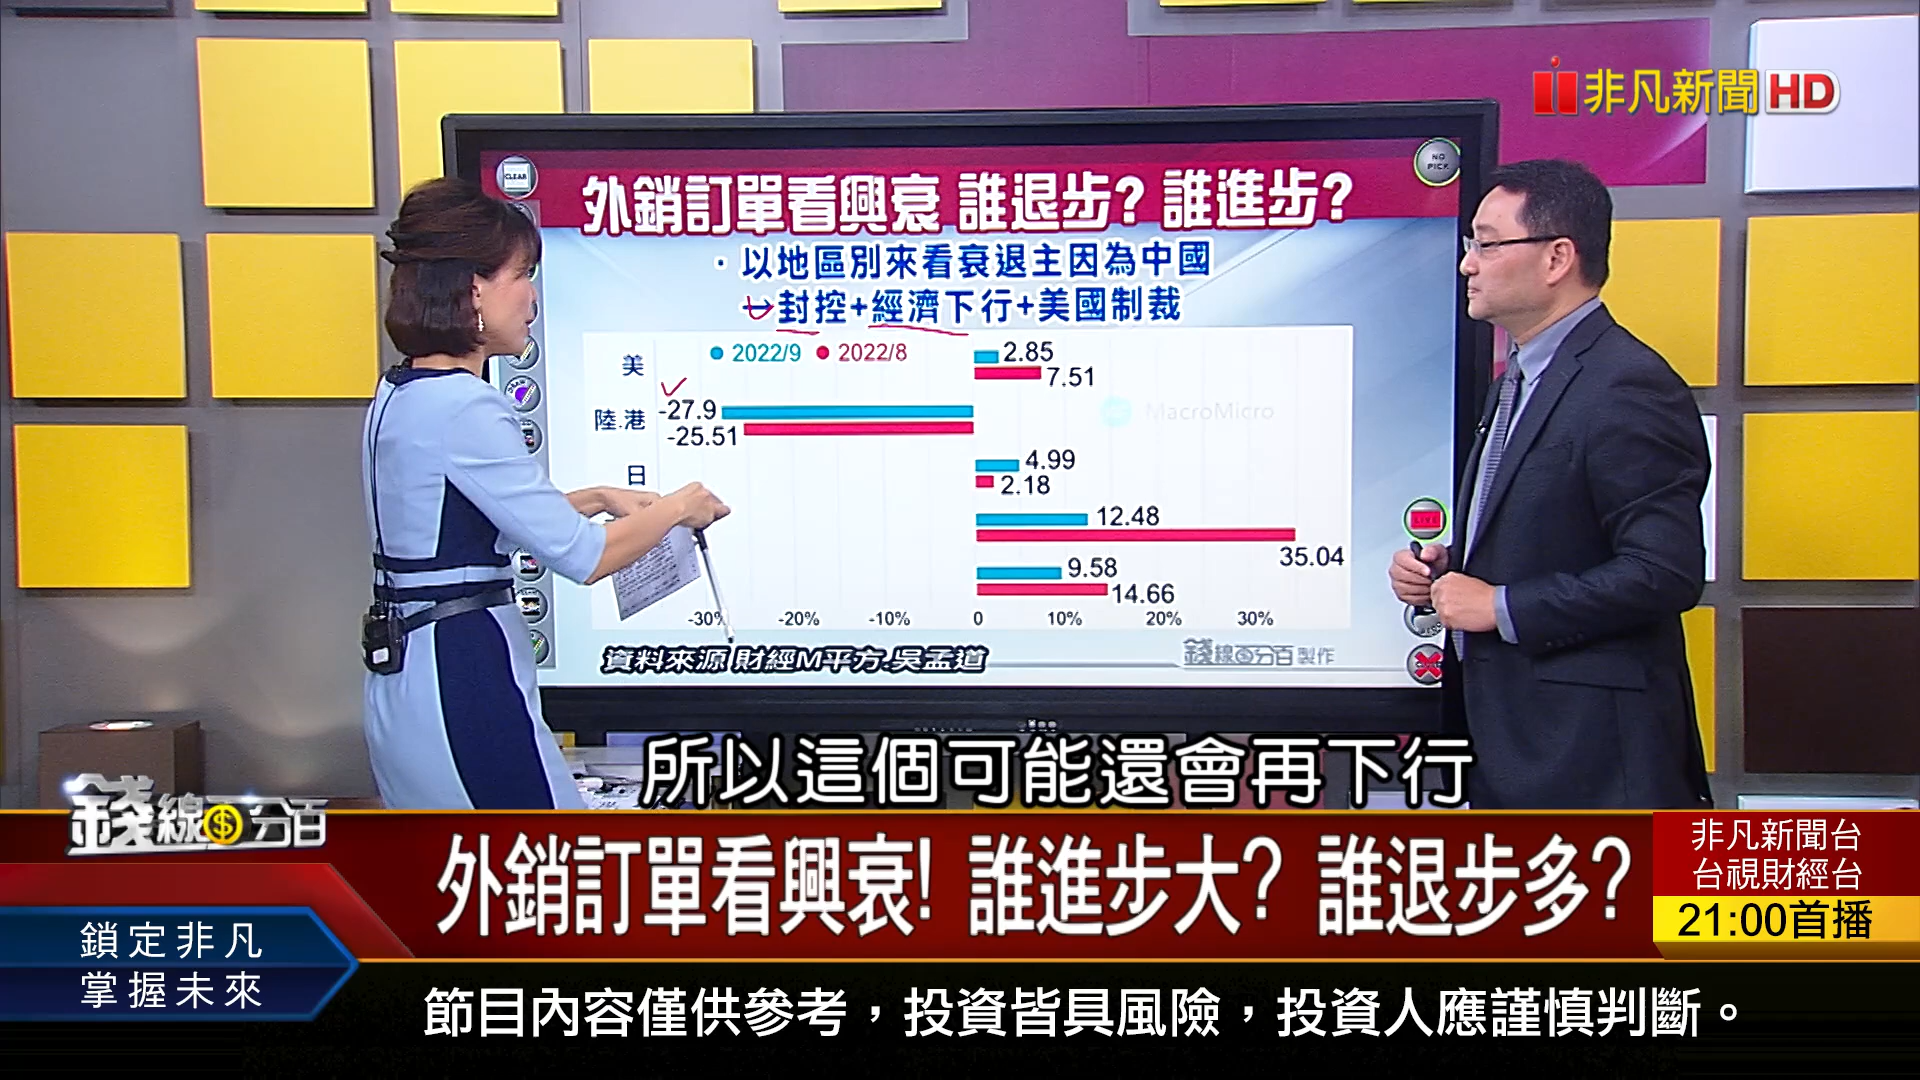 非凡新聞HD
CLEAR
NO PICK
外銷訂單看興衰 誰退步? 誰進步?
·以地區別來看衰退主因為中國
↳封控+經濟下行+美國制裁
2022/9 2022/8
美 2.85
7.51
陸.港 -27.9
-25.51
MacroMicro
日 4.99
2.18
12.48
35.04
9.58
14.66
-30% -20% -10% 0 10% 20% 30%
資料來源 財經M平方.吳孟道
錢線百分百 製作
LIVE
所以這個可能還會再下行
錢線百分百
外銷訂單看興衰! 誰進步大? 誰退步多?
非凡新聞台
台視財經台
21:00首播
鎖定非凡
掌握未來
節目內容僅供參考，投資皆具風險，投資人應謹慎判斷。